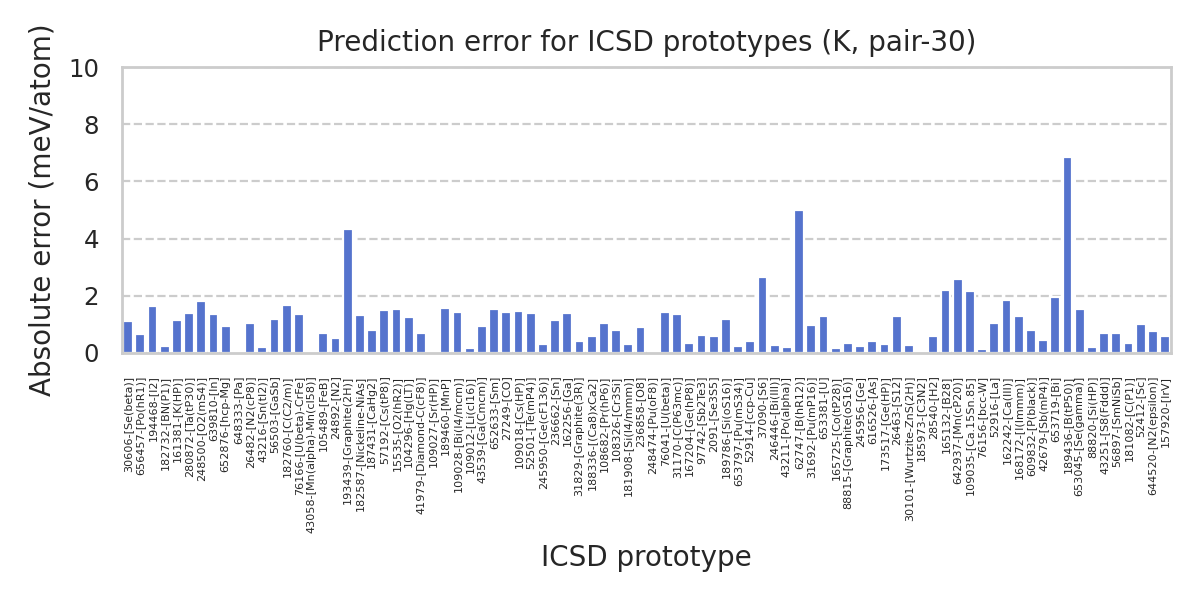 Prediction error for ICSD prototypes (K, pair-30)
Absolute error (meV/atom)
10
8
6
4
2
0
306006-[Se(beta)]
656457-[Po(hR1)]
194468-[I2]
182732-[BN(P1)]
161381-[K(HP)]
280872-[Ta(tP30)]
248500-[O2(mS4)]
639810-[In]
652876-[hcp-Mg]
648333-[Pa]
26482-[N2(cP8)]
43216-[Sn(tI2)]
56503-[GaSb]
182760-[C(C2/m)]
76166-[U(beta)-CrFe]
43058-[Mn(alpha)-Mn(cI58)]
105489-[FeB]
24892-[N2]
193439-[Graphite(2H)]
182587-[Nickeline-NiAs]
187431-[CaHg2]
57192-[Cs(tP8)]
15535-[O2(hR2)]
104296-[Hg(LT)]
41979-[Diamond-C(cF8)]
109027-[Sr(HP)]
189460-[MnP]
109028-[Bi(I4/mcm)]
109012-[Li(cI16)]
43539-[Ga(Cmcm)]
652633-[Sm]
27249-[CO]
109018-[Cs(HP)]
52501-[Te(mP4)]
245950-[Ge(cF136)]
236662-[Sn]
162256-[Ga]
31829-[Graphite(3R)]
188336-[(Ca8)xCa2]
108682-[Pr(hP6)]
108326-[Cr3Si]
181908-[Si(I4/mmm)]
236858-[O8]
248474-[Pu(oF8)]
76041-[U(beta)]
31170-[C(P63mc)]
167204-[Ge(hP8)]
97742-[Sb2Te3]
2091-[Se3S5]
189786-[Si(oS16)]
653797-[Pu(mS34)]
52914-[ccp-Cu]
37090-[S6]
246446-[Bi(III)]
43211-[Po(alpha)]
62747-[B(hR12)]
31692-[Pu(mP16)]
653381-[U]
165725-[Co(tP28)]
88815-[Graphite(oS16)]
245956-[Ge]
616526-[As]
173517-[Ge(HP)]
26463-[S12]
30101-[Wurtzite-ZnS(2H)]
185973-[C3N2]
28540-[H2]
165132-[B28]
642937-[Mn(cP20)]
109035-[Ca.15Sn.85]
76156-[bcc-W]
52916-[La]
162242-[Ca(III)]
168172-[I(Immm)]
609832-[P(black)]
42679-[Sb(mP4)]
653719-[Bi]
189436-[B(tP50)]
653045-[Se(gamma)]
88820-[Si(HP)]
43251-[S8(Fddd)]
56897-[SmNiSb]
181082-[C(P1)]
52412-[Sc]
644520-[N2(epsilon)]
157920-[IrV]
ICSD prototype